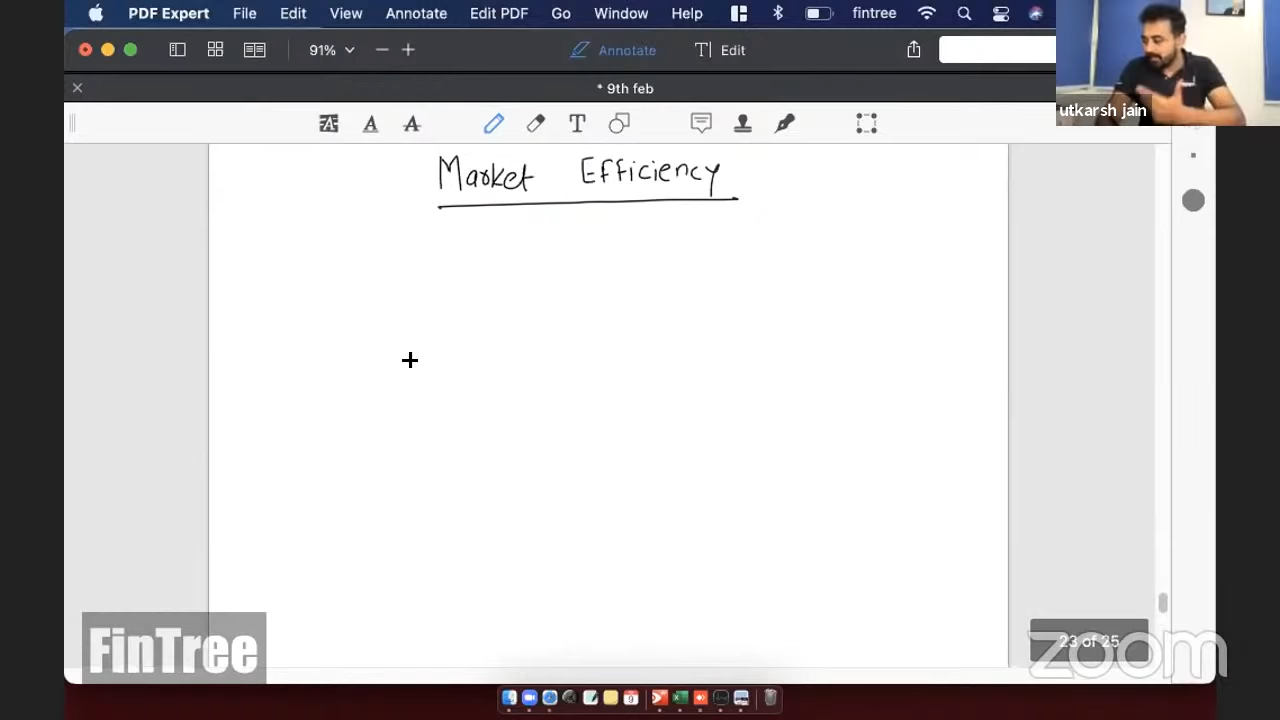 PDF Expert File Edit View Annotate Edit PDF Go Window Help fintree
91% Annotate T Edit
* 9th feb
utkarsh jain
A A A T
Market Efficiency
23 of 25
FinTree
zoom